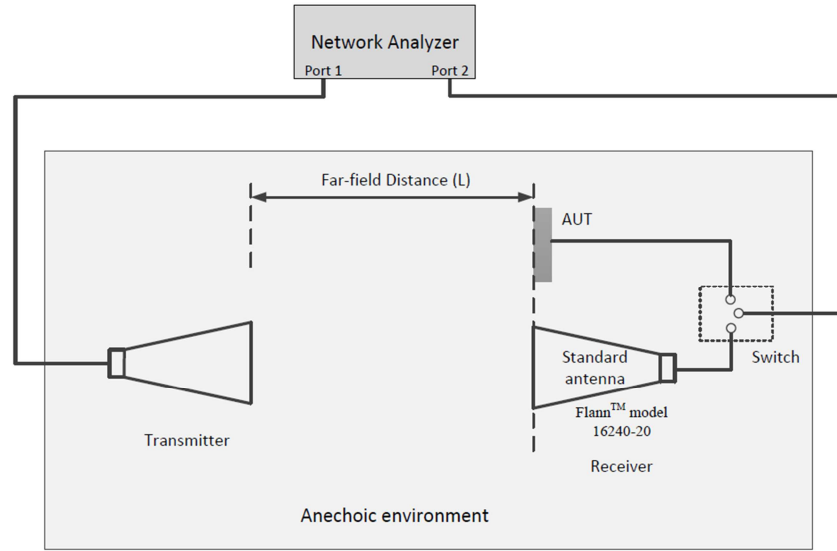 Network Analyzer
Port 1
Port 2
Far-field Distance (L)
AUT
Switch
Standard
antenna
Flann™ model
16240-20
Transmitter
Receiver
Anechoic environment